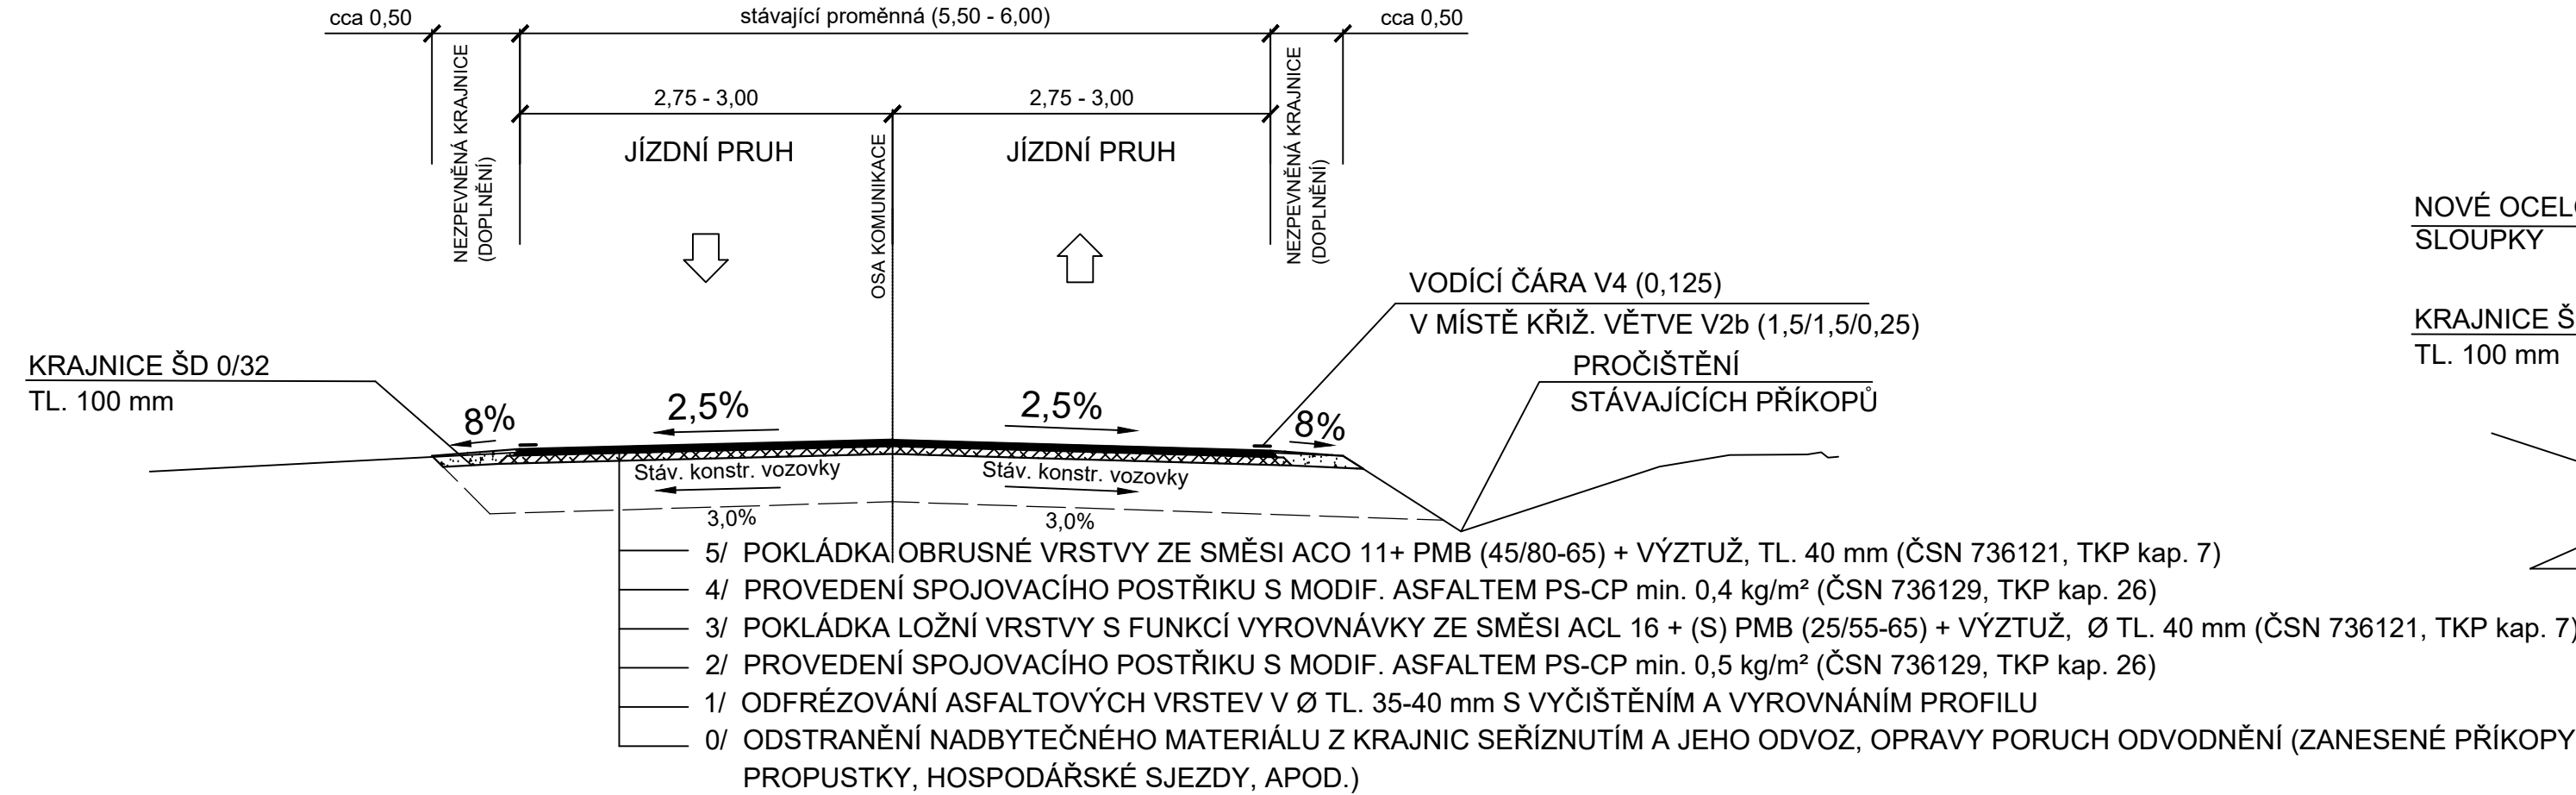 cca 0,50
stávající proměnná (5,50 - 6,00)
cca 0,50
NEZPEVNĚNÁ KRAJNICE
(DOPLNĚNÍ)
2,75 - 3,00
2,75 - 3,00
JÍZDNÍ PRUH
JÍZDNÍ PRUH
OSA KOMUNIKACE
NEZPEVNĚNÁ KRAJNICE
(DOPLNĚNÍ)
NOVÉ OCEL
SLOUPKY
VODÍCÍ ČÁRA V4 (0,125)
V MÍSTĚ KŘIŽ. VĚTVE V2b (1,5/1,5/0,25)
KRAJNICE Š
TL. 100 mm
KRAJNICE ŠD 0/32
TL. 100 mm
PROČIŠTĚNÍ
STÁVAJÍCÍCH PŘÍKOPŮ
8%
2,5%
2,5%
8%
Stáv. konstr. vozovky
Stáv. konstr. vozovky
3,0%
3,0%
5/ POKLÁDKA OBRUSNÉ VRSTVY ZE SMĚSI ACO 11+ PMB (45/80-65) + VÝZTUŽ, TL. 40 mm (ČSN 736121, TKP kap. 7)
4/ PROVEDENÍ SPOJOVACÍHO POSTŘIKU S MODIF. ASFALTEM PS-CP min. 0,4 kg/m² (ČSN 736129, TKP kap. 26)
3/ POKLÁDKA LOŽNÍ VRSTVY S FUNKCÍ VYROVNÁVKY ZE SMĚSI ACL 16 + (S) PMB (25/55-65) + VÝZTUŽ, Ø TL. 40 mm (ČSN 736121, TKP kap. 7)
2/ PROVEDENÍ SPOJOVACÍHO POSTŘIKU S MODIF. ASFALTEM PS-CP min. 0,5 kg/m² (ČSN 736129, TKP kap. 26)
1/ ODFRÉZOVÁNÍ ASFALTOVÝCH VRSTEV V Ø TL. 35-40 mm S VYČIŠTĚNÍM A VYROVNÁNÍM PROFILU
0/ ODSTRANĚNÍ NADBYTEČNÉHO MATERIÁLU Z KRAJNIC SEŘÍZNUTÍM A JEHO ODVOZ, OPRAVY PORUCH ODVODNĚNÍ (ZANESENÉ PŘÍKOPY
PROPUSTKY, HOSPODÁŘSKÉ SJEZDY, APOD.)